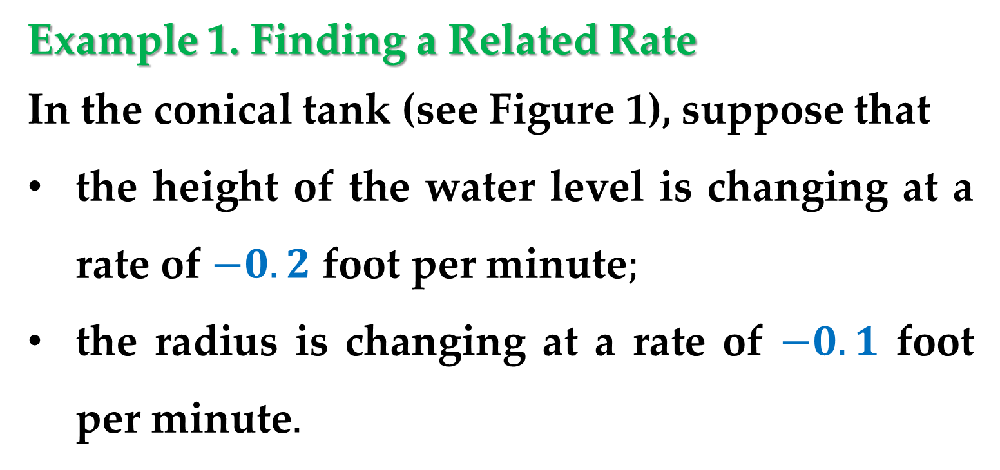 Example 1. Finding a Related Rate
In the conical tank (see Figure 1), suppose that
• the height of the water level is changing at a
rate of −0. 2 foot per minute;
• the radius is changing at a rate of −0. 1 foot
per minute.